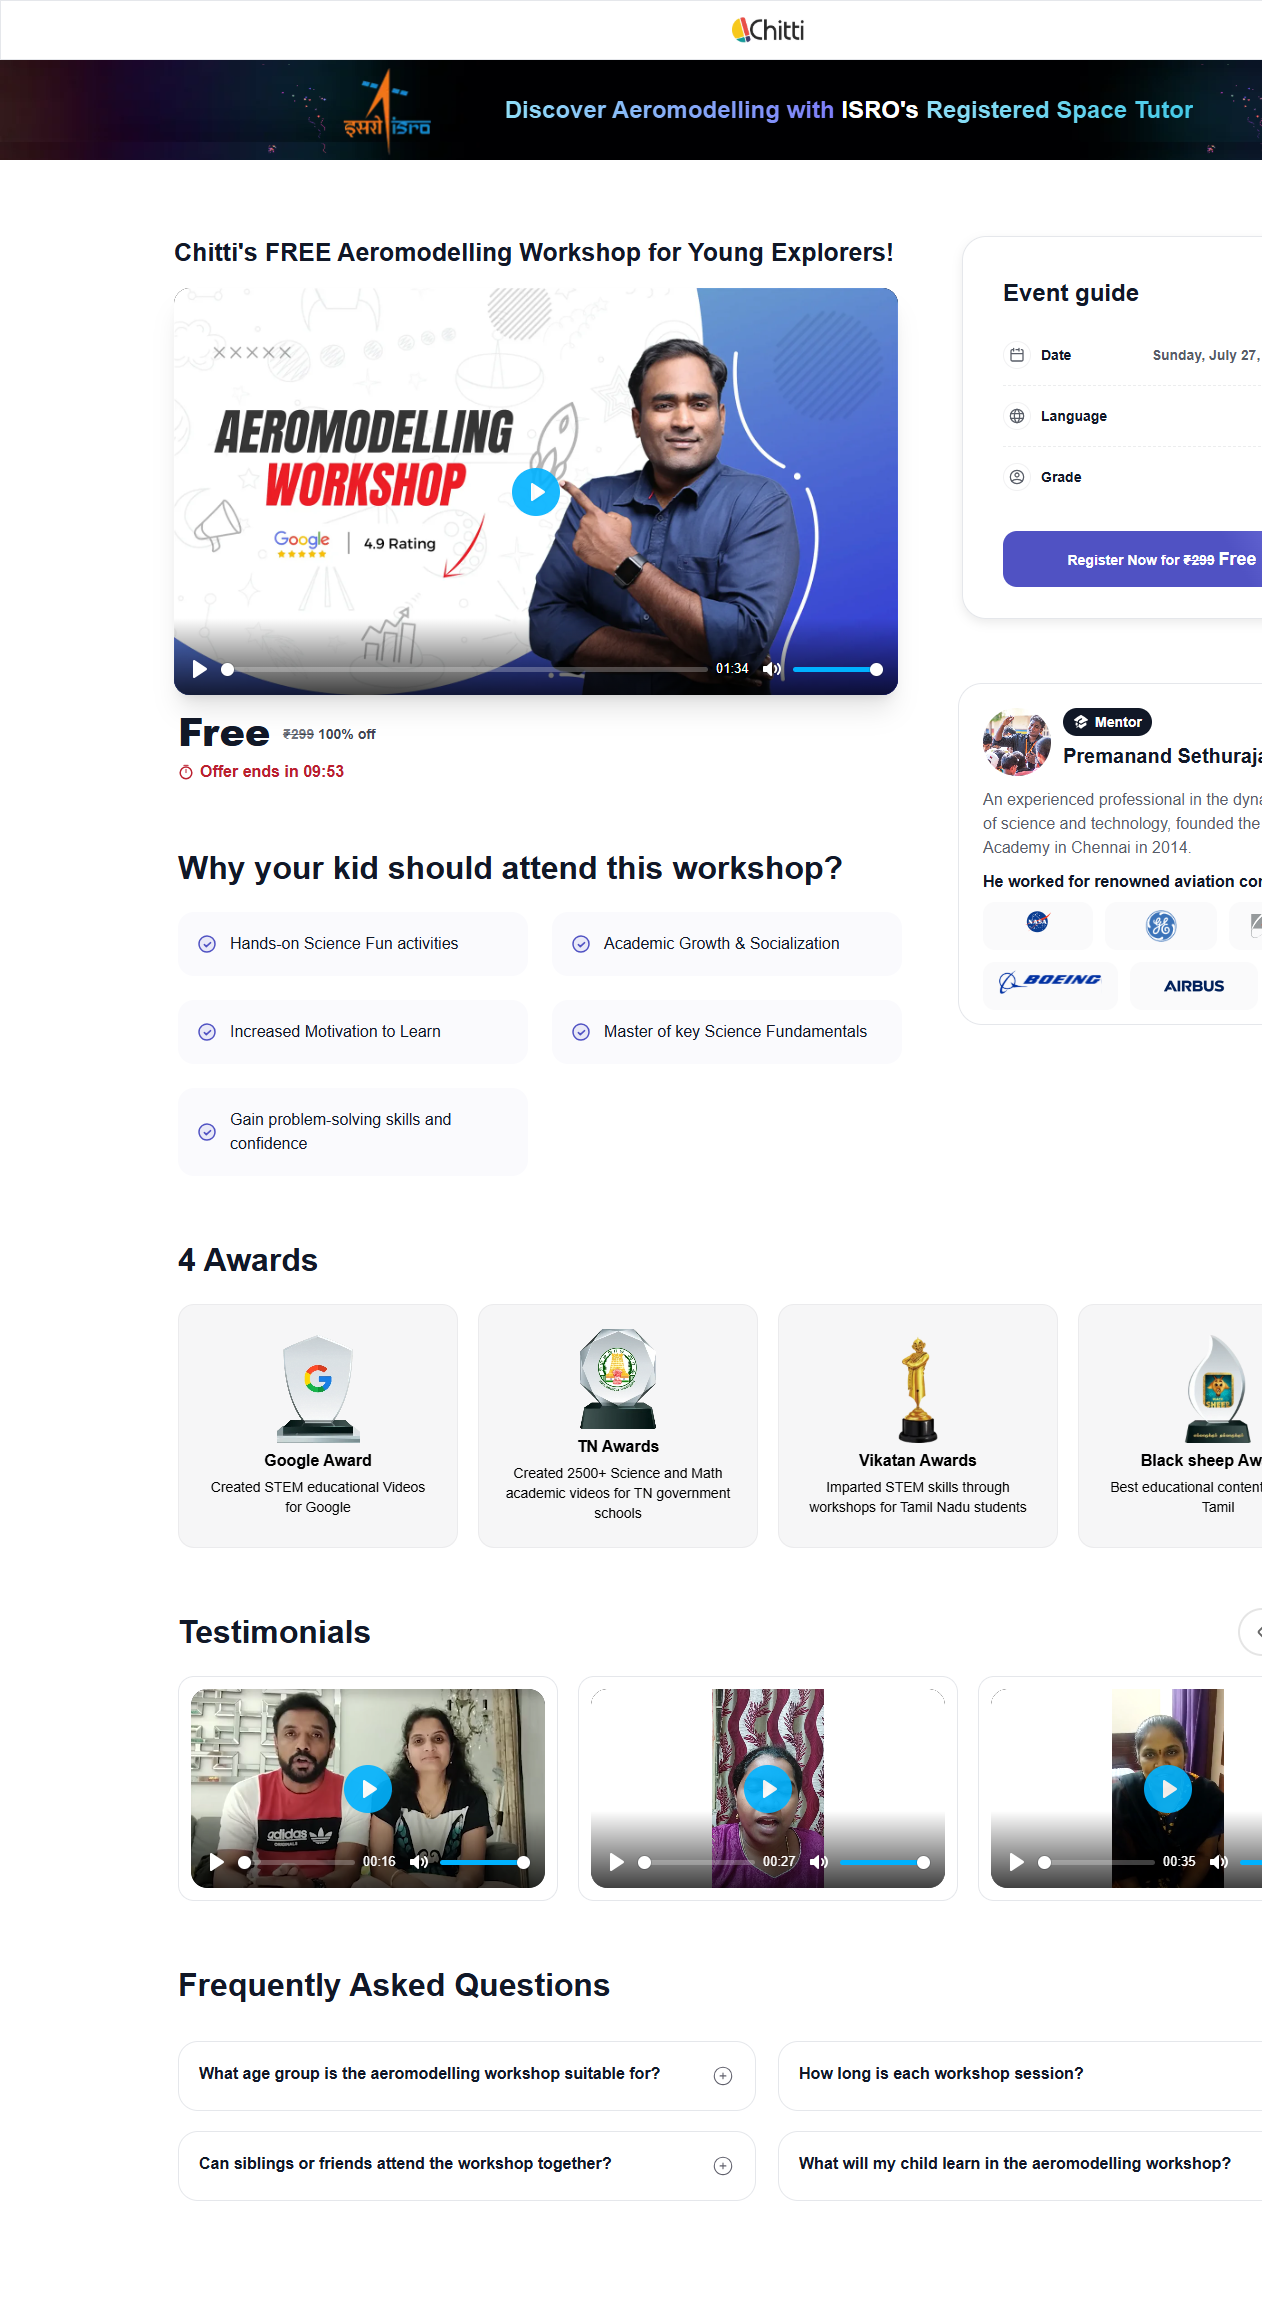 Chitti
इसरो isro
Discover Aeromodelling with ISRO's Registered Space Tutor
Chitti's FREE Aeromodelling Workshop for Young Explorers!
AEROMODELLING
WORKSHOP
Google
4.9 Rating
01:34
Free ₹299 100% off
Offer ends in 09:53
Event guide
Date
Sunday, July 27,
Language
Grade
Register Now for ₹299 Free
Mentor
Premanand Sethuraja
An experienced professional in the dyna
of science and technology, founded the
Academy in Chennai in 2014.
He worked for renowned aviation cor
NASA
GE
BOEING
AIRBUS
Why your kid should attend this workshop?
Hands-on Science Fun activities
Academic Growth & Socialization
Increased Motivation to Learn
Master of key Science Fundamentals
Gain problem-solving skills and
confidence
4 Awards
G
Google Award
Created STEM educational Videos
for Google
TN Awards
Created 2500+ Science and Math
academic videos for TN government
schools
Vikatan Awards
Imparted STEM skills through
workshops for Tamil Nadu students
SHEEP
Black sheep Aw
Best educational content
Tamil
Testimonials
adidas
ORIGINALS
00:16
00:27
00:35
Frequently Asked Questions
What age group is the aeromodelling workshop suitable for?
How long is each workshop session?
Can siblings or friends attend the workshop together?
What will my child learn in the aeromodelling workshop?